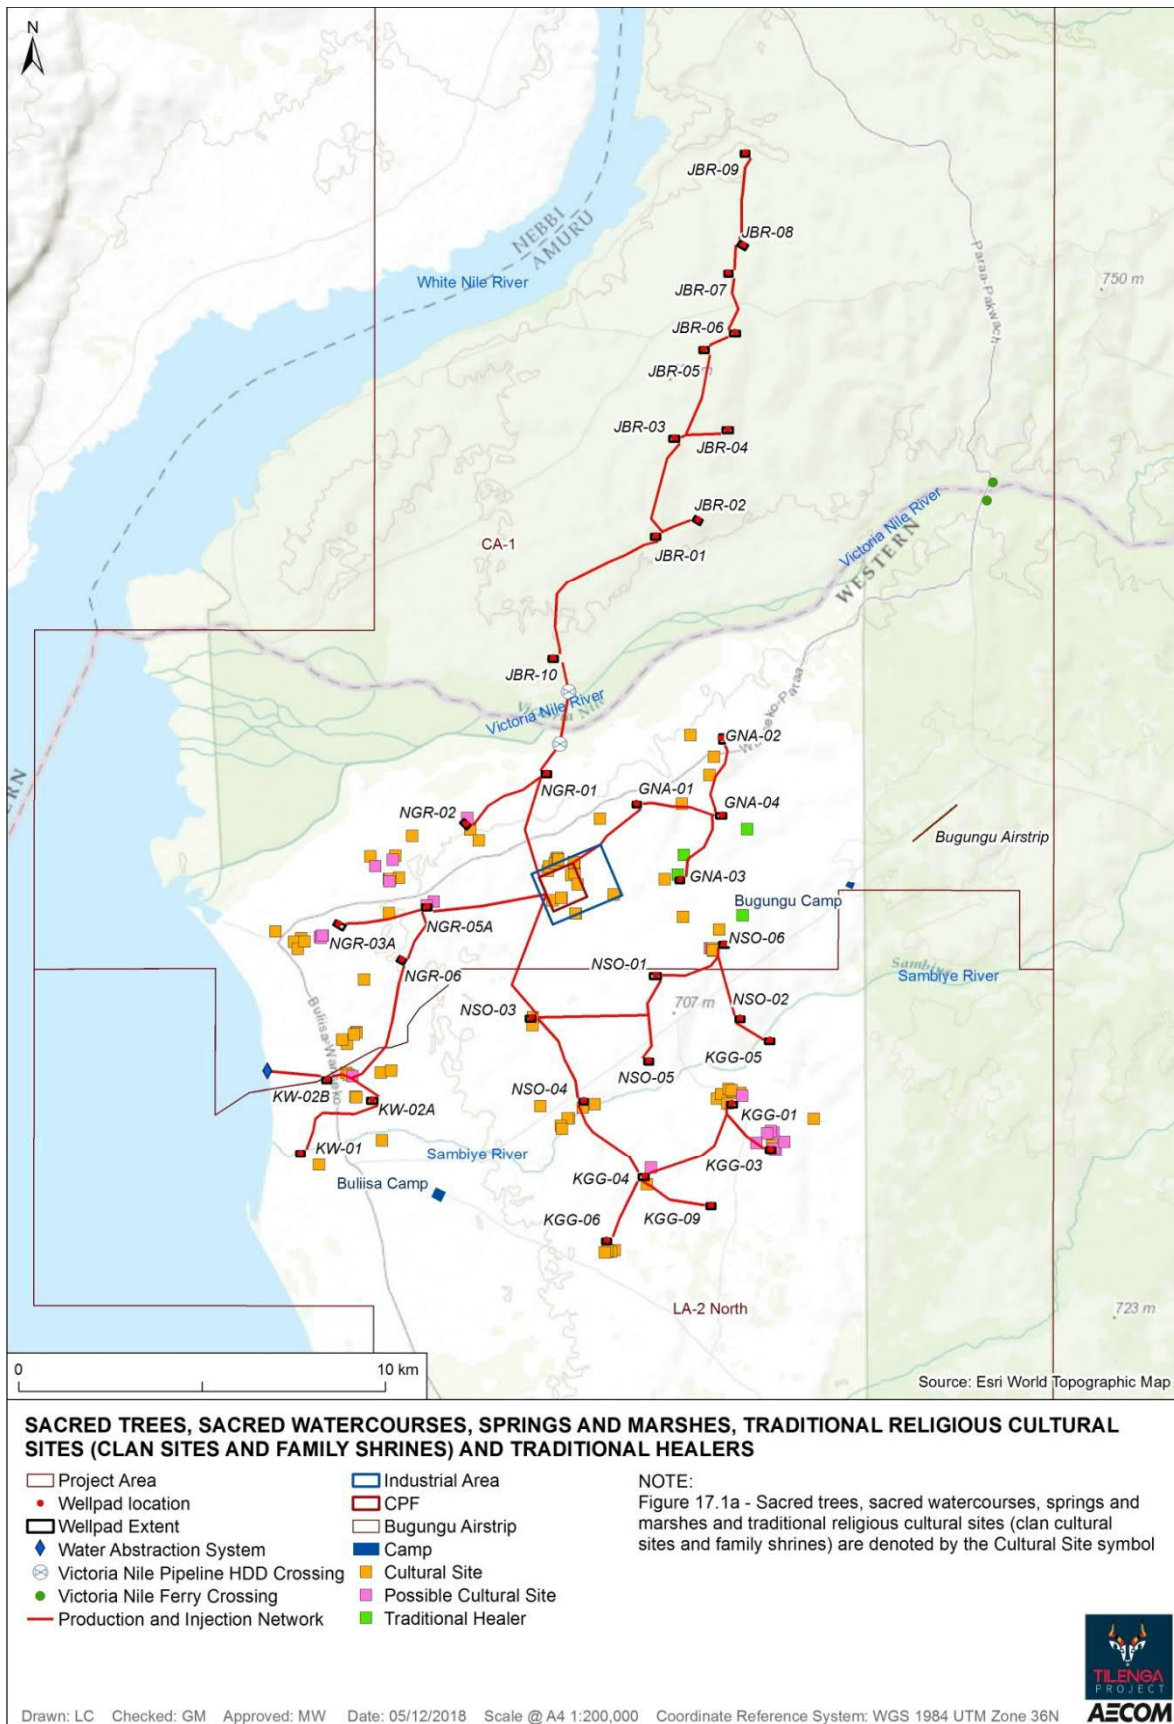 N
JBR-09
JBR-08
NEBBI
AMURU
White Nile River
JBR-07
Paraa-Pakwach
750 m
JBR-06
JBR-05
JBR-03
JBR-04
JBR-02
Victoria Nile River
CA-1
JBR-01
WESTERN
JBR-10
Victoria Nile River
Victoria Nile
GNA-02
NGR-01
GNA-01
NGR-02
GNA-04
Bugungu Airstrip
GNA-03
Bugungu Camp
NGR-05A
NGR-03A
NSO-06
NGR-06
NSO-01
Sambiye
Sambiye River
NSO-03
707 m
NSO-02
KGG-05
NSO-05
KW-02B
KW-02A
NSO-04
KGG-01
KW-01
Sambiye River
KGG-03
Buliisa Camp
KGG-04
KGG-06
KGG-09
LA-2 North
723 m
0
10 km
Source: Esri World Topographic Map
SACRED TREES, SACRED WATERCOURSES, SPRINGS AND MARSHES, TRADITIONAL RELIGIOUS CULTURAL
SITES (CLAN SITES AND FAMILY SHRINES) AND TRADITIONAL HEALERS
Project Area
Wellpad location
Wellpad Extent
Water Abstraction System
Victoria Nile Pipeline HDD Crossing
Victoria Nile Ferry Crossing
Production and Injection Network
Industrial Area
CPF
Bugungu Airstrip
Camp
Cultural Site
Possible Cultural Site
Traditional Healer
NOTE:
Figure 17.1a - Sacred trees, sacred watercourses, springs and
marshes and traditional religious cultural sites (clan cultural
sites and family shrines) are denoted by the Cultural Site symbol
TILENGA
PROJECT
AECOM
Drawn: LC Checked: GM Approved: MW Date: 05/12/2018 Scale @ A4 1:200,000 Coordinate Reference System: WGS 1984 UTM Zone 36N